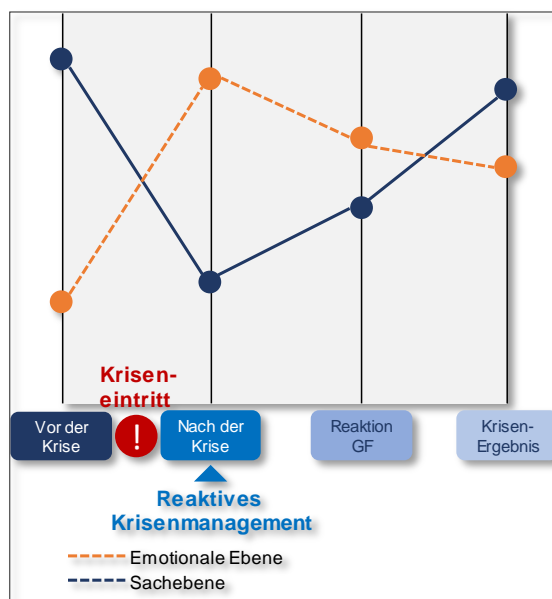 Krisen-
eintritt
!
Vor der
Krise
Nach der
Krise
Reaktion
GF
Krisen-
Ergebnis
Reaktives
Krisenmanagement
Emotionale Ebene
Sachebene